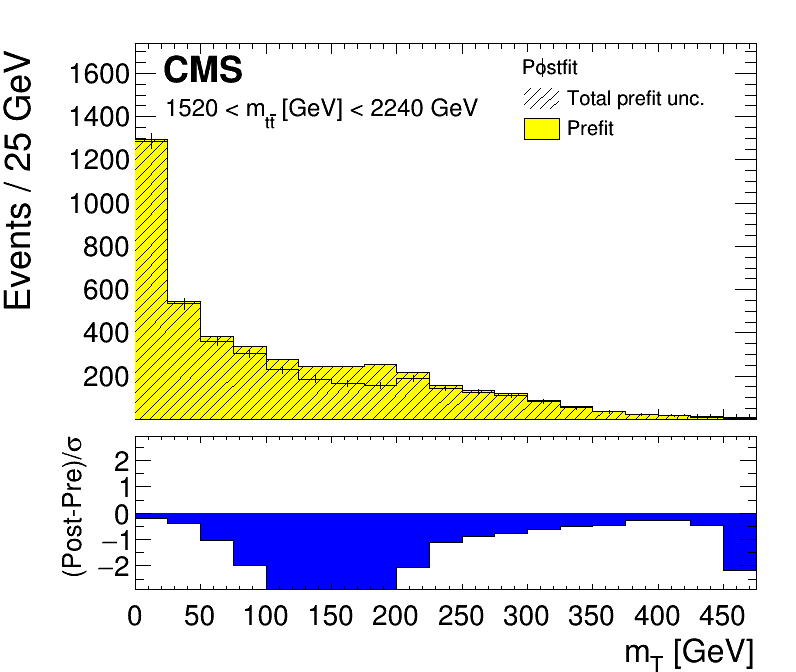 Events / 25 GeV
1600
1400
1200
1000
800
600
400
200
CMS
1520 < m_tt̄ [GeV] < 2240 GeV
Postfit
Total prefit unc.
Prefit
(Post-Pre)/σ
2
1
0
−1
−2
0 50 100 150 200 250 300 350 400 450
m_T [GeV]